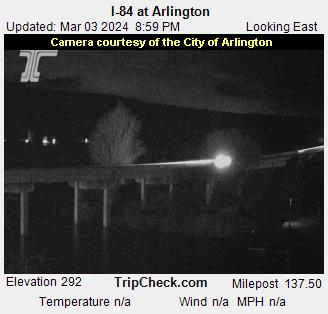 I-84 at Arlington
Updated: Mar 03 2024 8:59 PM Looking East
Camera courtesy of the City of Arlington
Elevation 292 TripCheck.com Milepost 137.50
Temperature n/a Wind n/a MPH n/a